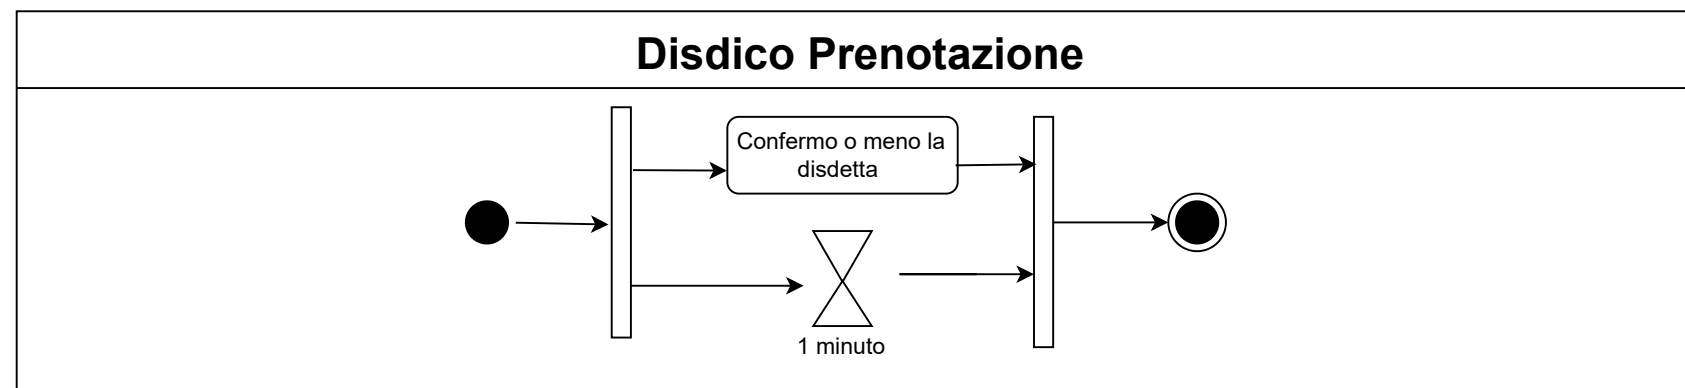 Disdico Prenotazione
Confermo o meno la
disdetta
1 minuto